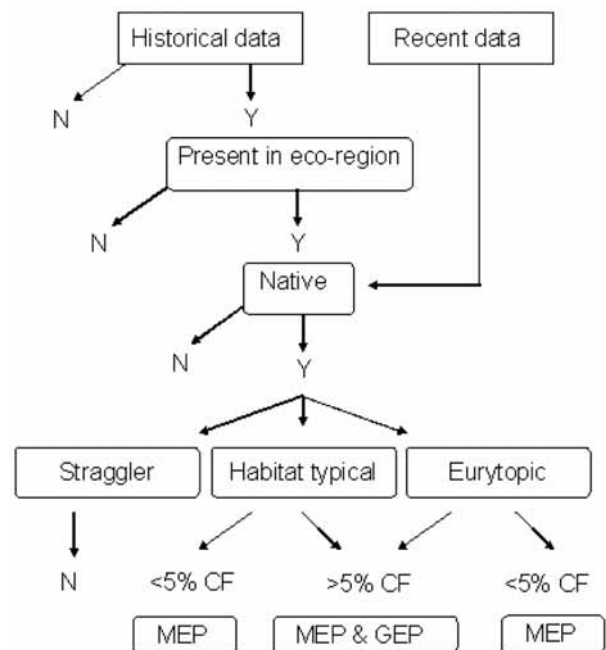 Historical data Recent data
N Y
Present in eco-region
N Y
Native
N Y
Straggler Habitat typical Eurytopic
N <5% CF >5% CF <5% CF
MEP MEP & GEP MEP